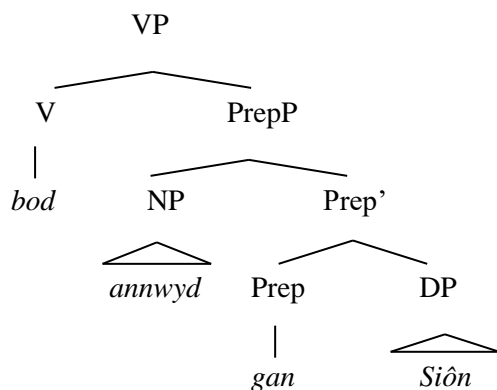 VP
V PrepP
bod NP Prep’
annwyd Prep DP
gan Siôn